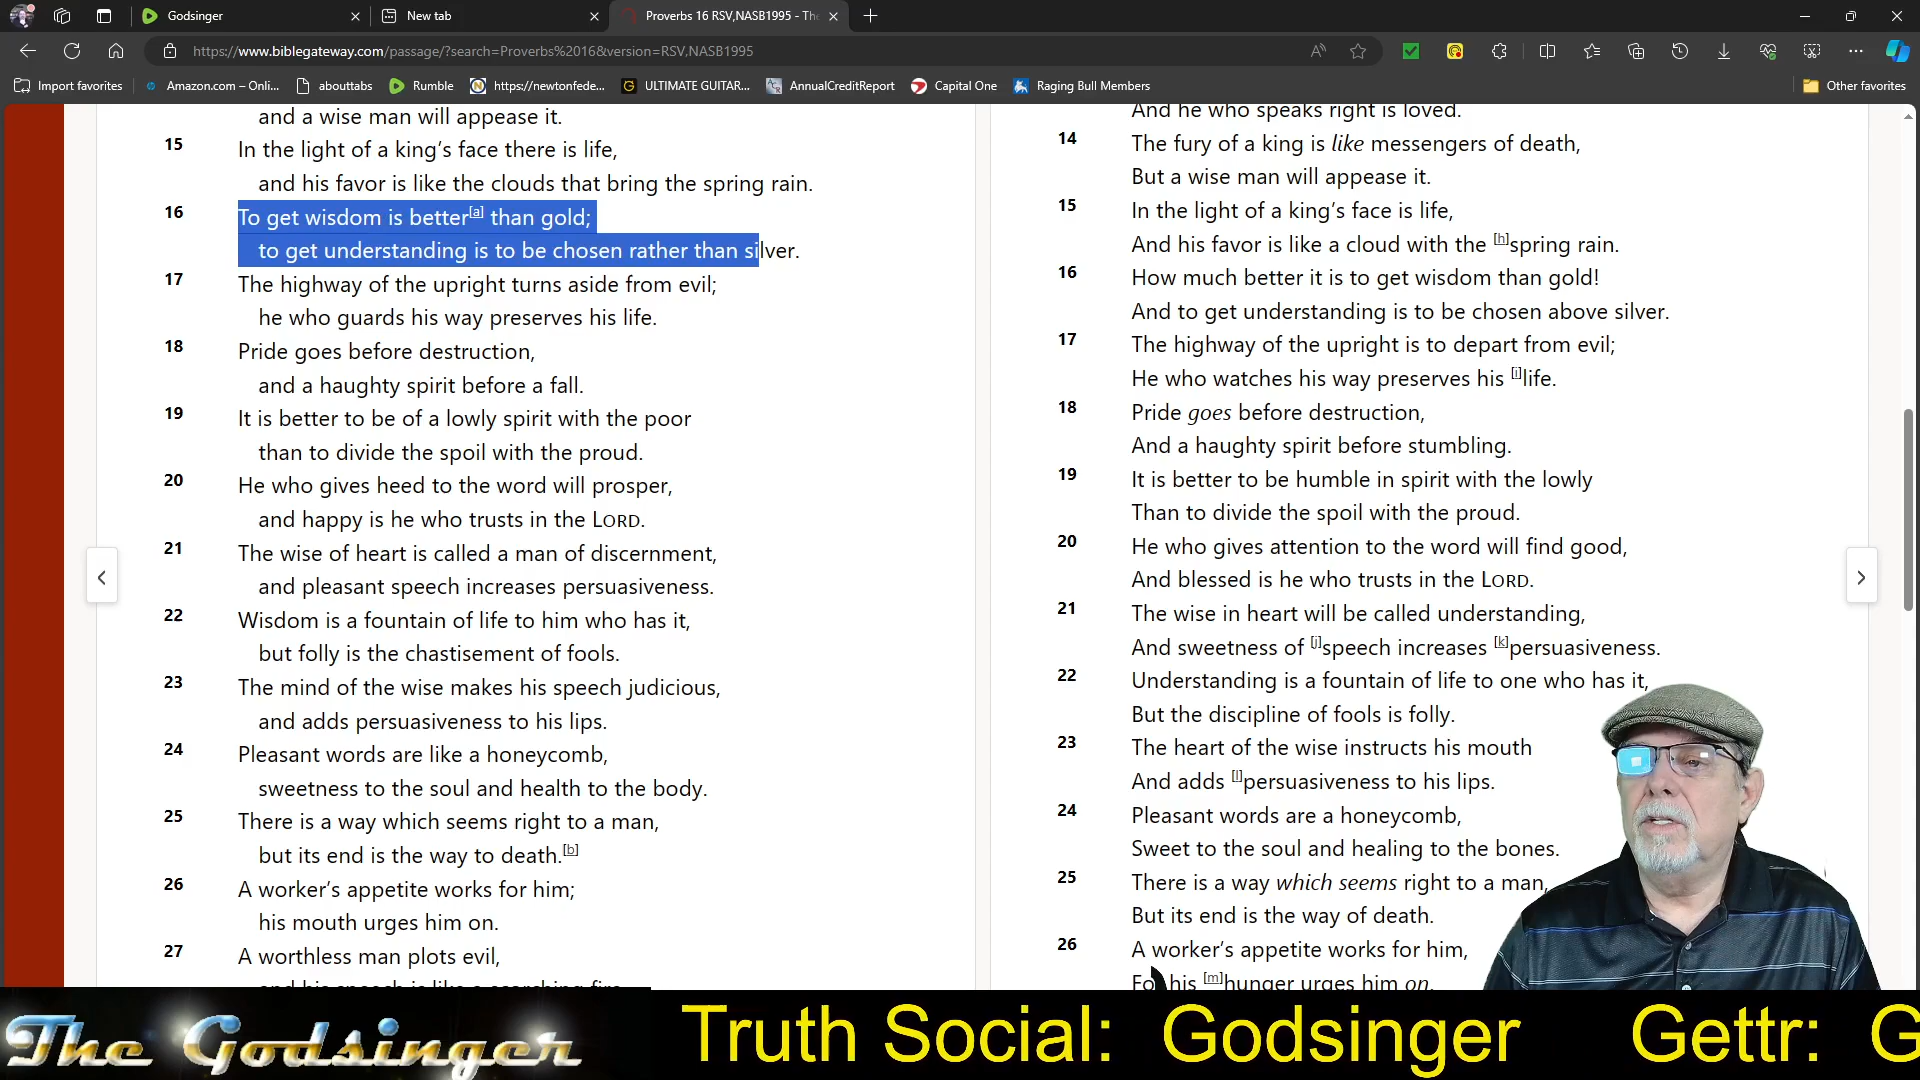 Godsinger
New tab
Proverbs 16 RSV,NASB1995 - The
https://www.biblegateway.com/passage/?search=Proverbs%2016&version=RSV,NASB1995
Import favorites
Amazon.com – Onli...
abouttabs
Rumble
https://newtonfede...
ULTIMATE GUITAR...
AnnualCreditReport
Capital One
Raging Bull Members
Other favorites
and a wise man will appease it.
15 In the light of a king’s face there is life,
and his favor is like the clouds that bring the spring rain.
16 To get wisdom is better[a] than gold;
to get understanding is to be chosen rather than silver.
17 The highway of the upright turns aside from evil;
he who guards his way preserves his life.
18 Pride goes before destruction,
and a haughty spirit before a fall.
19 It is better to be of a lowly spirit with the poor
than to divide the spoil with the proud.
20 He who gives heed to the word will prosper,
and happy is he who trusts in the LORD.
21 The wise of heart is called a man of discernment,
and pleasant speech increases persuasiveness.
22 Wisdom is a fountain of life to him who has it,
but folly is the chastisement of fools.
23 The mind of the wise makes his speech judicious,
and adds persuasiveness to his lips.
24 Pleasant words are like a honeycomb,
sweetness to the soul and health to the body.
25 There is a way which seems right to a man,
but its end is the way to death.[b]
26 A worker’s appetite works for him;
his mouth urges him on.
27 A worthless man plots evil,
and his speech is like a scorching fire
And he who speaks right is loved.
14 The fury of a king is like messengers of death,
But a wise man will appease it.
15 In the light of a king’s face is life,
And his favor is like a cloud with the [h]spring rain.
16 How much better it is to get wisdom than gold!
And to get understanding is to be chosen above silver.
17 The highway of the upright is to depart from evil;
He who watches his way preserves his [i]life.
18 Pride goes before destruction,
And a haughty spirit before stumbling.
19 It is better to be humble in spirit with the lowly
Than to divide the spoil with the proud.
20 He who gives attention to the word will find good,
And blessed is he who trusts in the LORD.
21 The wise in heart will be called understanding,
And sweetness of [j]speech increases [k]persuasiveness.
22 Understanding is a fountain of life to one who has it,
But the discipline of fools is folly.
23 The heart of the wise instructs his mouth
And adds [l]persuasiveness to his lips.
24 Pleasant words are a honeycomb,
Sweet to the soul and healing to the bones.
25 There is a way which seems right to a man,
But its end is the way of death.
26 A worker’s appetite works for him,
For his [m]hunger urges him on.
The Godsinger
Truth Social: Godsinger Gettr: G